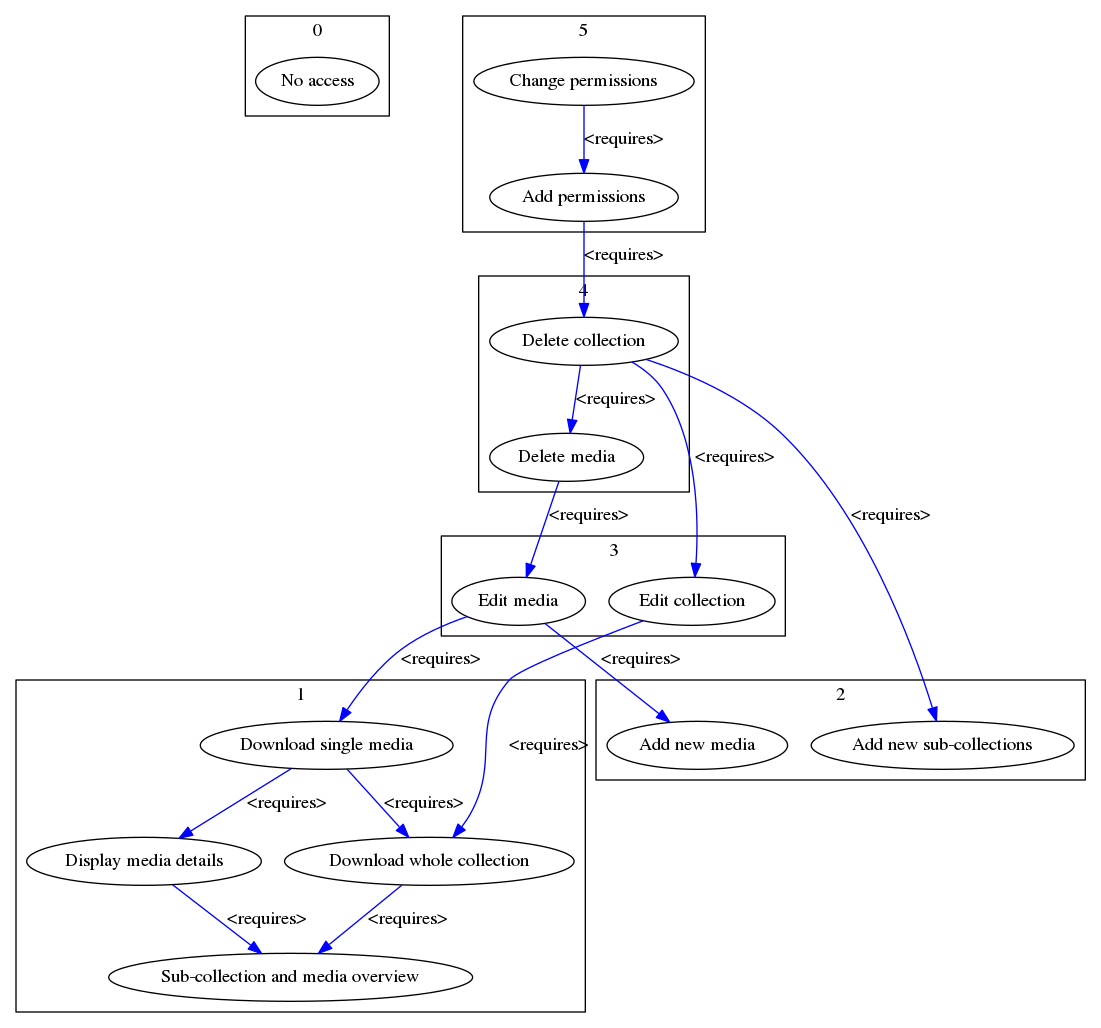 0
No access
5
Change permissions
<requires>
Add permissions
<requires>
4
Delete collection
<requires>
Delete media
<requires>
<requires>
<requires>
3
Edit media
Edit collection
<requires>
<requires>
<requires>
1
Download single media
<requires>
<requires>
Display media details
Download whole collection
<requires>
<requires>
Sub-collection and media overview
2
Add new media
Add new sub-collections